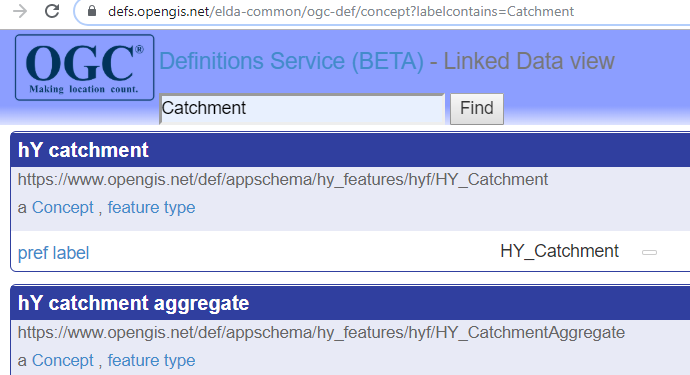 defs.opengis.net/elda-common/ogc-def/concept?labelcontains=Catchment
OGC®
Making location count.
Definitions Service (BETA) - Linked Data view
Catchment Find
hY catchment
https://www.opengis.net/def/appschema/hy_features/hyf/HY_Catchment
a Concept , feature type
pref label HY_Catchment
hY catchment aggregate
https://www.opengis.net/def/appschema/hy_features/hyf/HY_CatchmentAggregate
a Concept , feature type